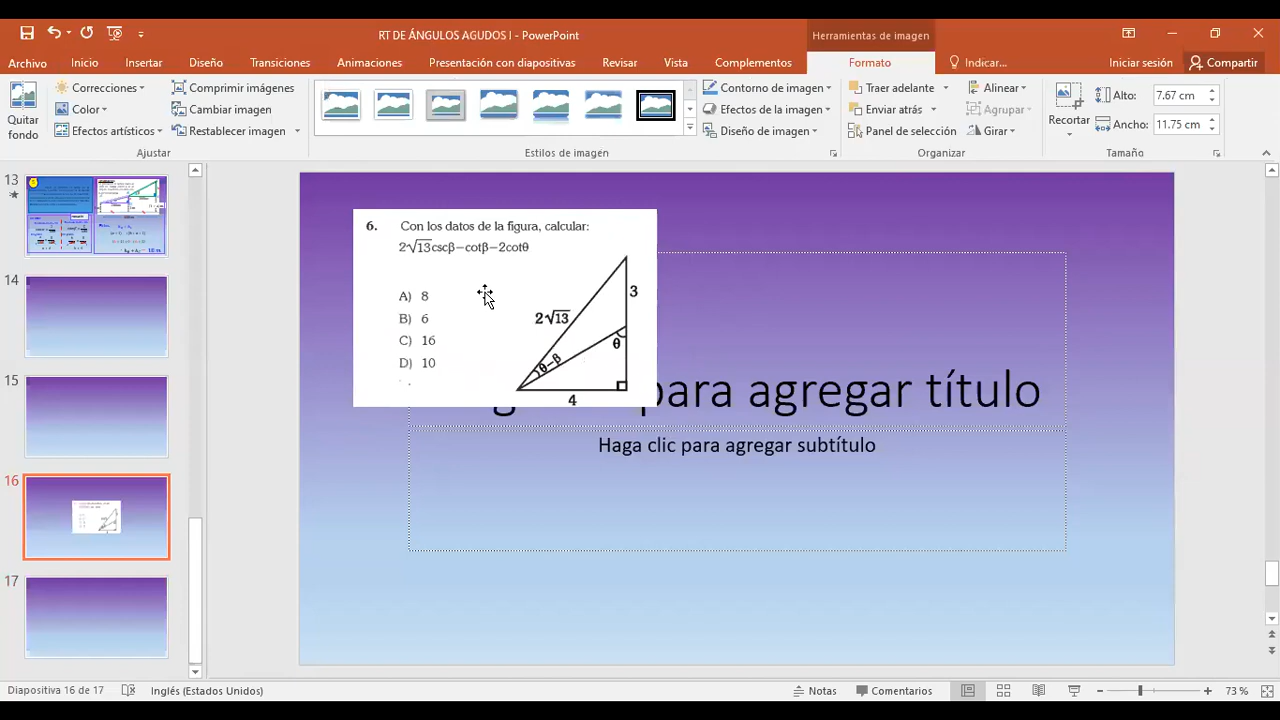 RT DE ÁNGULOS AGUDOS I - PowerPoint
Herramientas de imagen
Archivo
Inicio
Insertar
Diseño
Transiciones
Animaciones
Presentación con diapositivas
Revisar
Vista
Complementos
Formato
Indicar...
Iniciar sesión
Compartir
Quitar fondo
Correcciones
Color
Efectos artísticos
Comprimir imágenes
Cambiar imagen
Restablecer imagen
Ajustar
Estilos de imagen
Contorno de imagen
Efectos de la imagen
Diseño de imagen
Traer adelante
Enviar atrás
Panel de selección
Alinear
Agrupar
Girar
Organizar
Recortar
Alto: 7.67 cm
Ancho: 11.75 cm
Tamaño
13
14
15
16
17
6. Con los datos de la figura, calcular:
2√13cscβ−cotβ−2cotθ
A) 8
B) 6
C) 16
D) 10
2√13
3
θ
θ−β
4
para agregar título
Haga clic para agregar subtítulo
Diapositiva 16 de 17
Inglés (Estados Unidos)
Notas
Comentarios
73 %